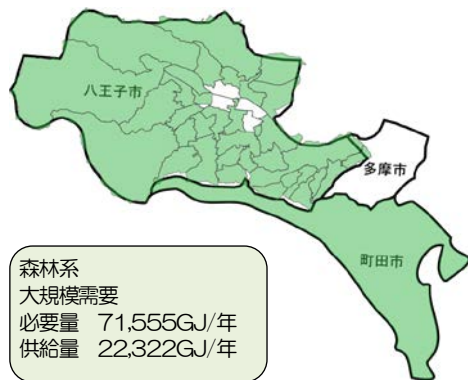 八王子市
多摩市
町田市
森林系
大規模需要
必要量 71,555GJ/年
供給量 22,322GJ/年